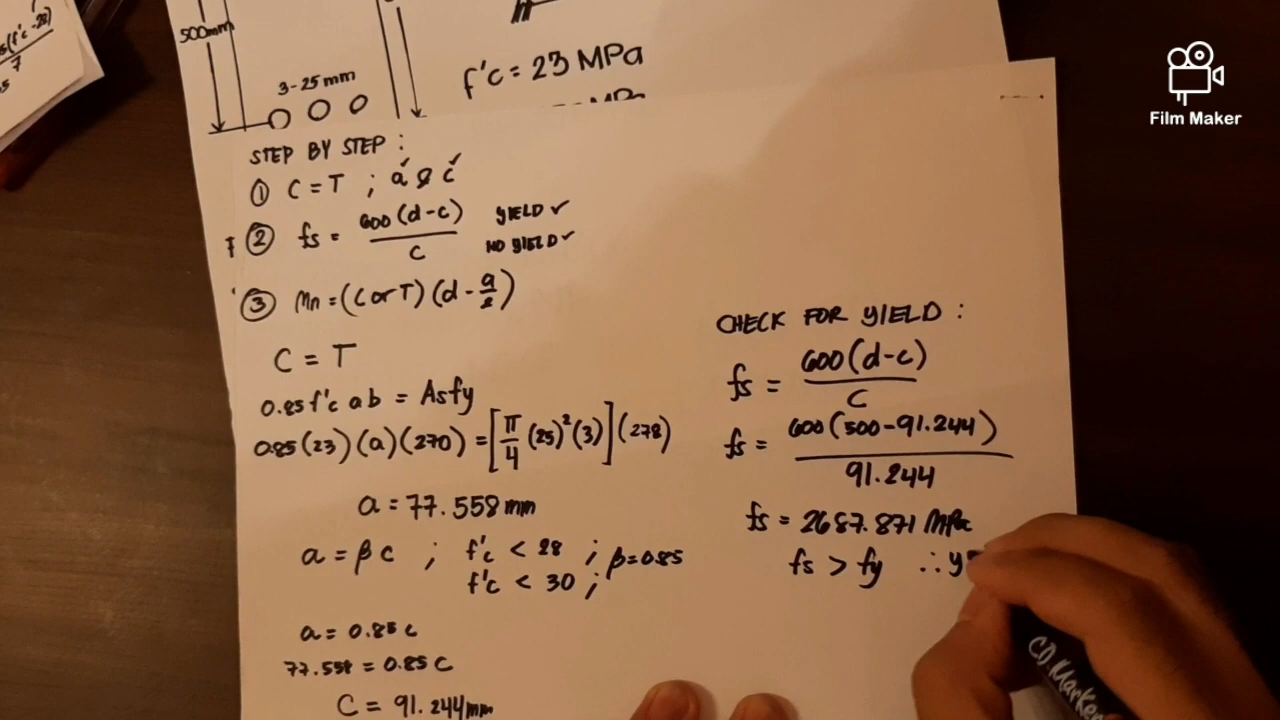 500mm
3-25 mm
f'c = 23 MPa
Film Maker
STEP BY STEP :
① C = T ; a & c
② fs = 600 (d-c) / c YIELD ✓
NO YIELD ✓
③ Mn = (C or T) (d - a/2)
C = T
0.85 f'c a b = Asfy
0.85 (23) (a) (270) = [π/4 (25)² (3)] (278)
a = 77.558 mm
a = β c ; f'c < 28 ; β = 0.85
f'c < 30 ;
a = 0.85 c
77.558 = 0.85 c
C = 91.244 mm
CHECK FOR YIELD :
fs = 600 (d-c) / c
fs = 600 (500-91.244) / 91.244
fs = 2687.871 MPa
fs > fy ∴
CD. Marker